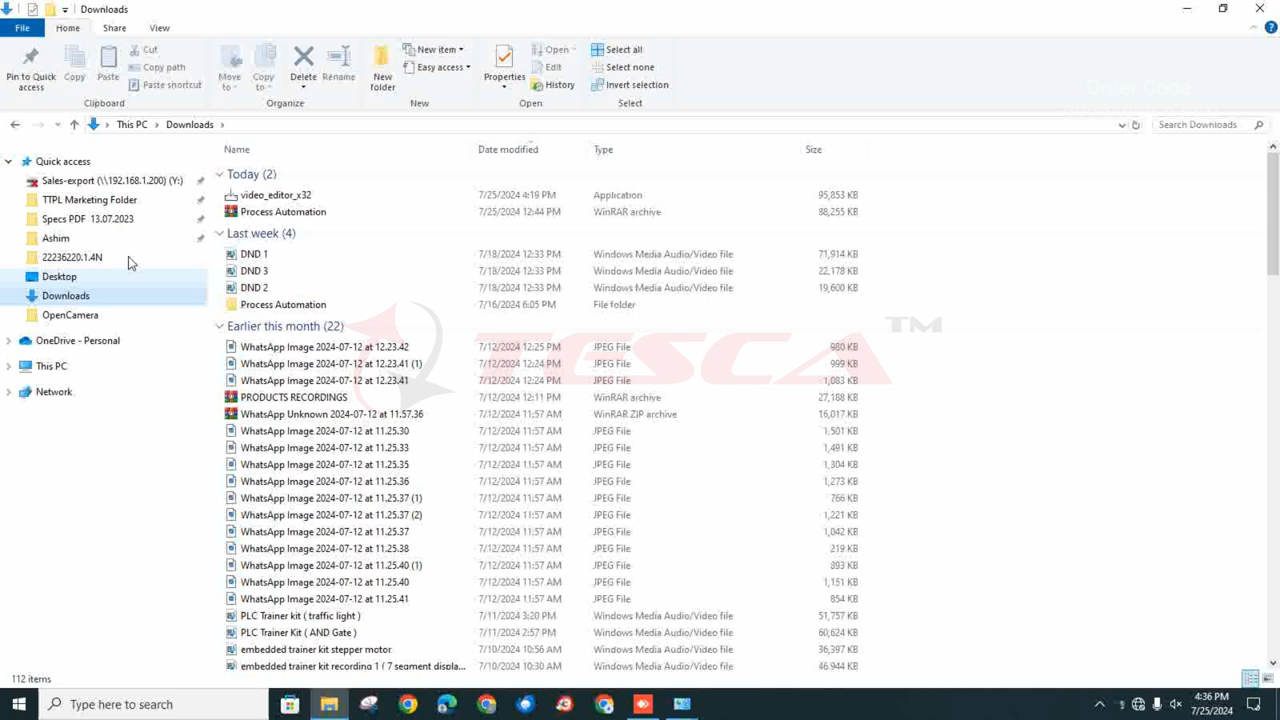 Downloads
File Home Share View
Pin to Quick access
Copy
Paste
Cut
Copy path
Paste shortcut
Clipboard
Move to
Copy to
Delete
Rename
Organize
New folder
New item
Easy access
New
Properties
Open
Edit
History
Open
Select all
Select none
Invert selection
Select
Order Code
This PC > Downloads >
Search Downloads
Quick access
Sales-export (\\192.168.1.200) (Y:)
TTPL Marketing Folder
Specs PDF 13.07.2023
Ashim
22236220.1.4N
Desktop
Downloads
OpenCamera
OneDrive - Personal
This PC
Network
Name Date modified Type Size
Today (2)
video_editor_x32 7/25/2024 4:19 PM Application 95,853 KB
Process Automation 7/25/2024 12:44 PM WinRAR archive 88,255 KB
Last week (4)
DND 1 7/18/2024 12:33 PM Windows Media Audio/Video file 71,914 KB
DND 3 7/18/2024 12:33 PM Windows Media Audio/Video file 22,178 KB
DND 2 7/18/2024 12:33 PM Windows Media Audio/Video file 19,600 KB
Process Automation 7/16/2024 6:05 PM File folder
Earlier this month (22)
TESCA™
WhatsApp Image 2024-07-12 at 12.23.42 7/12/2024 12:25 PM JPEG File 980 KB
WhatsApp Image 2024-07-12 at 12.23.41 (1) 7/12/2024 12:24 PM JPEG File 999 KB
WhatsApp Image 2024-07-12 at 12.23.41 7/12/2024 12:24 PM JPEG File 1,083 KB
PRODUCTS RECORDINGS 7/12/2024 12:11 PM WinRAR archive 27,188 KB
WhatsApp Unknown 2024-07-12 at 11.57.36 7/12/2024 11:57 AM WinRAR ZIP archive 16,017 KB
WhatsApp Image 2024-07-12 at 11.25.30 7/12/2024 11:57 AM JPEG File 1,501 KB
WhatsApp Image 2024-07-12 at 11.25.33 7/12/2024 11:57 AM JPEG File 1,491 KB
WhatsApp Image 2024-07-12 at 11.25.35 7/12/2024 11:57 AM JPEG File 1,304 KB
WhatsApp Image 2024-07-12 at 11.25.36 7/12/2024 11:57 AM JPEG File 1,273 KB
WhatsApp Image 2024-07-12 at 11.25.37 (1) 7/12/2024 11:57 AM JPEG File 766 KB
WhatsApp Image 2024-07-12 at 11.25.37 (2) 7/12/2024 11:57 AM JPEG File 1,221 KB
WhatsApp Image 2024-07-12 at 11.25.37 7/12/2024 11:57 AM JPEG File 1,042 KB
WhatsApp Image 2024-07-12 at 11.25.38 7/12/2024 11:57 AM JPEG File 219 KB
WhatsApp Image 2024-07-12 at 11.25.40 (1) 7/12/2024 11:57 AM JPEG File 893 KB
WhatsApp Image 2024-07-12 at 11.25.40 7/12/2024 11:57 AM JPEG File 1,151 KB
WhatsApp Image 2024-07-12 at 11.25.41 7/12/2024 11:57 AM JPEG File 854 KB
PLC Trainer kit ( traffic light ) 7/11/2024 3:20 PM Windows Media Audio/Video file 51,757 KB
PLC Trainer Kit ( AND Gate ) 7/11/2024 2:57 PM Windows Media Audio/Video file 60,624 KB
embedded trainer kit stepper motor 7/10/2024 10:56 AM Windows Media Audio/Video file 36,397 KB
embedded trainer kit recording 1 ( 7 segment displa... 7/10/2024 10:30 AM Windows Media Audio/Video file 46,944 KB
112 items
Type here to search
4:36 PM
7/25/2024